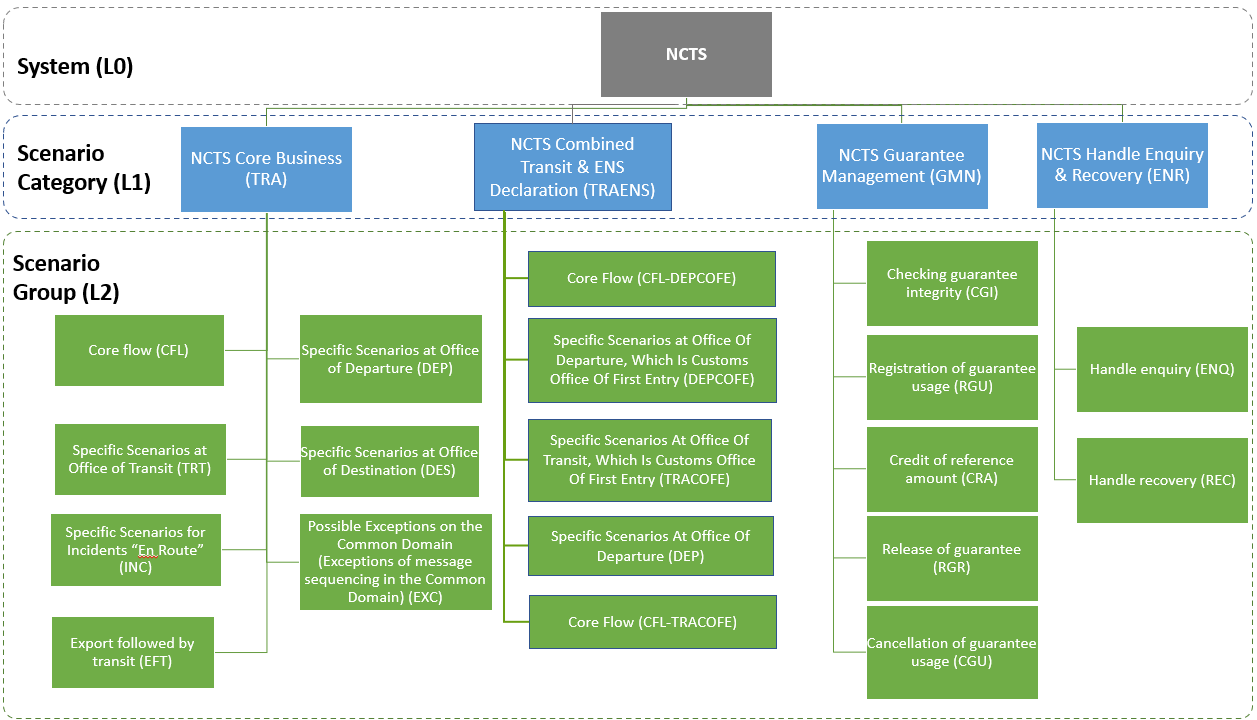 NCTS
System (L0)
Scenario
Category (L1)
NCTS Core Business
(TRA)
NCTS Combined
Transit & ENS
Declaration (TRAENS)
NCTS Guarantee
Management (GMN)
NCTS Handle Enquiry
& Recovery (ENR)
Scenario
Group (L2)
Core flow (CFL)
Specific Scenarios at
Office of Transit (TRT)
Specific Scenarios for
Incidents “En Route”
(INC)
Export followed by
transit (EFT)
Specific Scenarios at Office
of Departure (DEP)
Specific Scenarios at Office
of Destination (DES)
Possible Exceptions on the
Common Domain
(Exceptions of message
sequencing in the Common
Domain) (EXC)
Core Flow (CFL-DEPCOFE)
Specific Scenarios at Office Of
Departure, Which Is Customs
Office Of First Entry (DEPCOFE)
Specific Scenarios At Office Of
Transit, Which Is Customs Office
Of First Entry (TRACOFE)
Specific Scenarios At Office Of
Departure (DEP)
Core Flow (CFL-TRACOFE)
Checking guarantee
integrity (CGI)
Registration of guarantee
usage (RGU)
Credit of reference
amount (CRA)
Release of guarantee
(RGR)
Cancellation of guarantee
usage (CGU)
Handle enquiry (ENQ)
Handle recovery (REC)